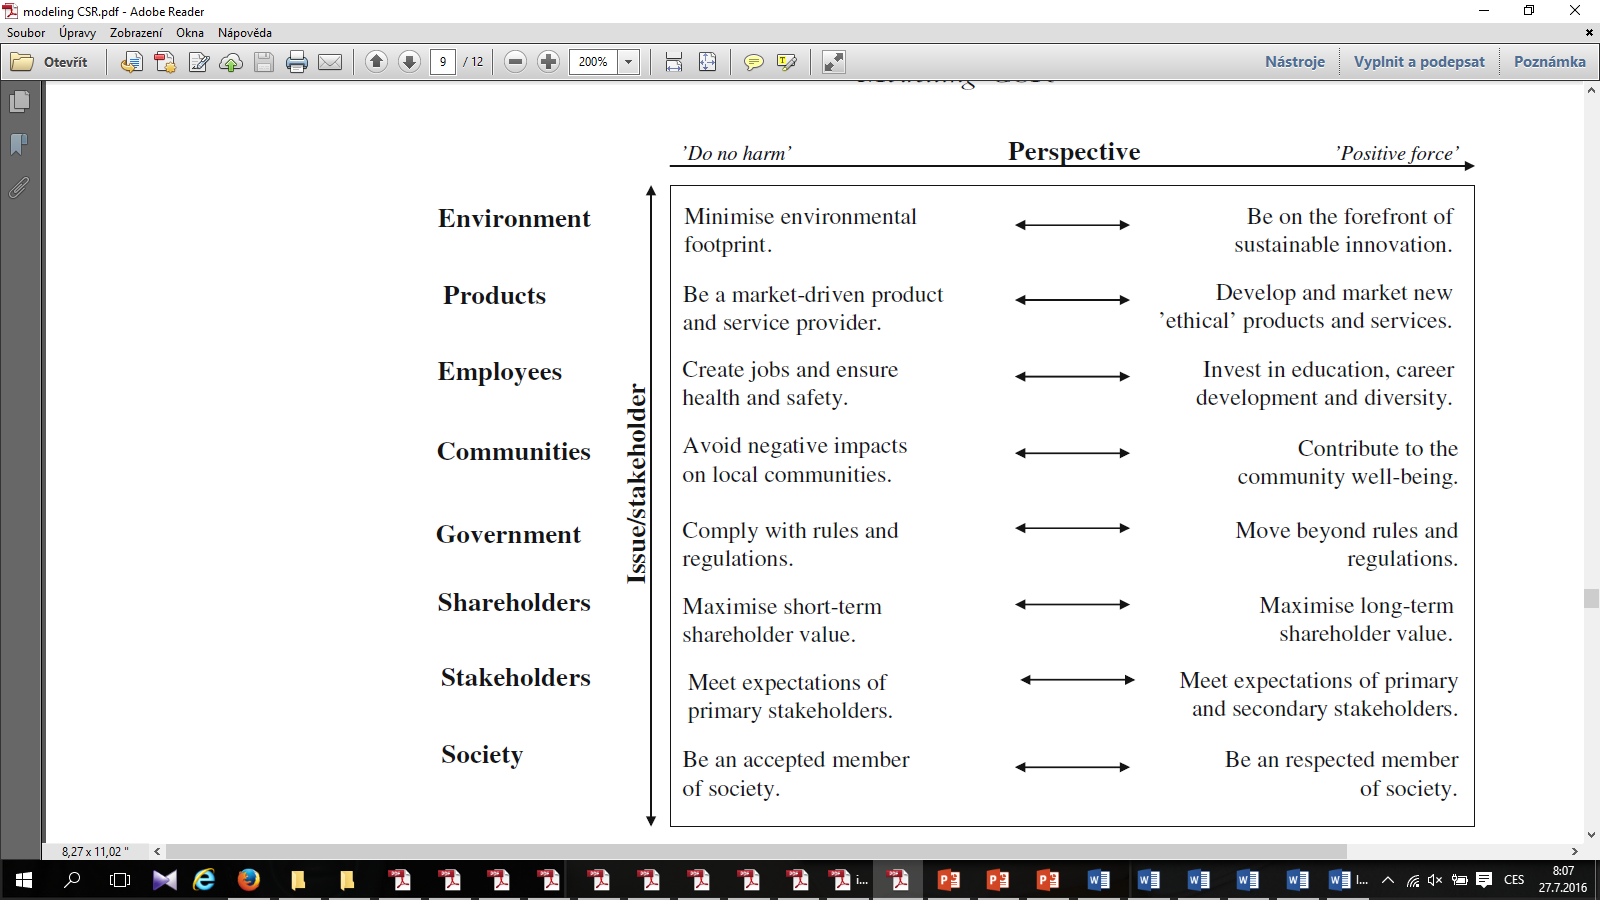 modeling CSR.pdf - Adobe Reader
Soubor Úpravy Zobrazení Okna Nápověda
Otevřít 9 / 12 200% Nástroje Vyplnit a podepsat Poznámka
’Do no harm’ Perspective ’Positive force’
Issue/stakeholder
Environment
Minimise environmental
footprint.
Be on the forefront of
sustainable innovation.
Products
Be a market-driven product
and service provider.
Develop and market new
’ethical’ products and services.
Employees
Create jobs and ensure
health and safety.
Invest in education, career
development and diversity.
Communities
Avoid negative impacts
on local communities.
Contribute to the
community well-being.
Government
Comply with rules and
regulations.
Move beyond rules and
regulations.
Shareholders
Maximise short-term
shareholder value.
Maximise long-term
shareholder value.
Stakeholders
Meet expectations of
primary stakeholders.
Meet expectations of primary
and secondary stakeholders.
Society
Be an accepted member
of society.
Be an respected member
of society.
8,27 x 11,02 "
i... I... CES 8:07
27.7.2016